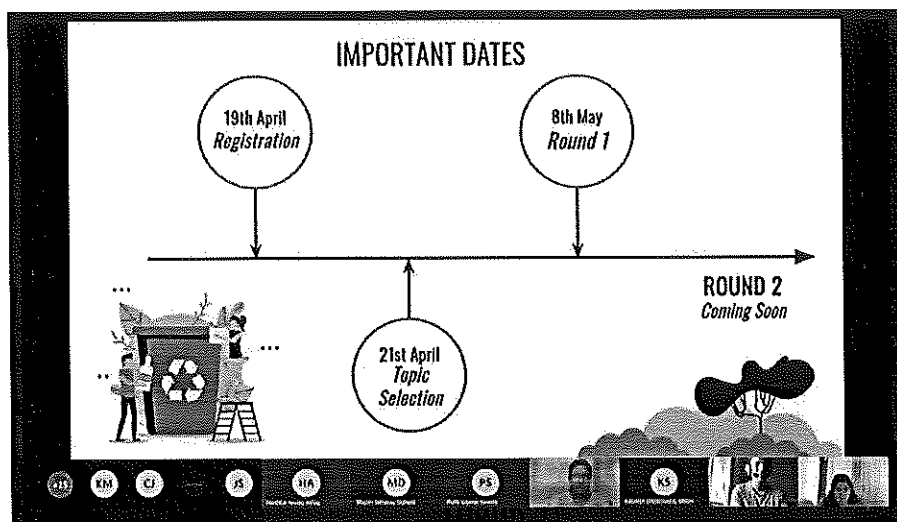 IMPORTANT DATES
19th April
Registration
8th May
Round 1
21st April
Topic
Selection
ROUND 2
Coming Soon
KM
CJ
JS
HA
MD
PS
KS